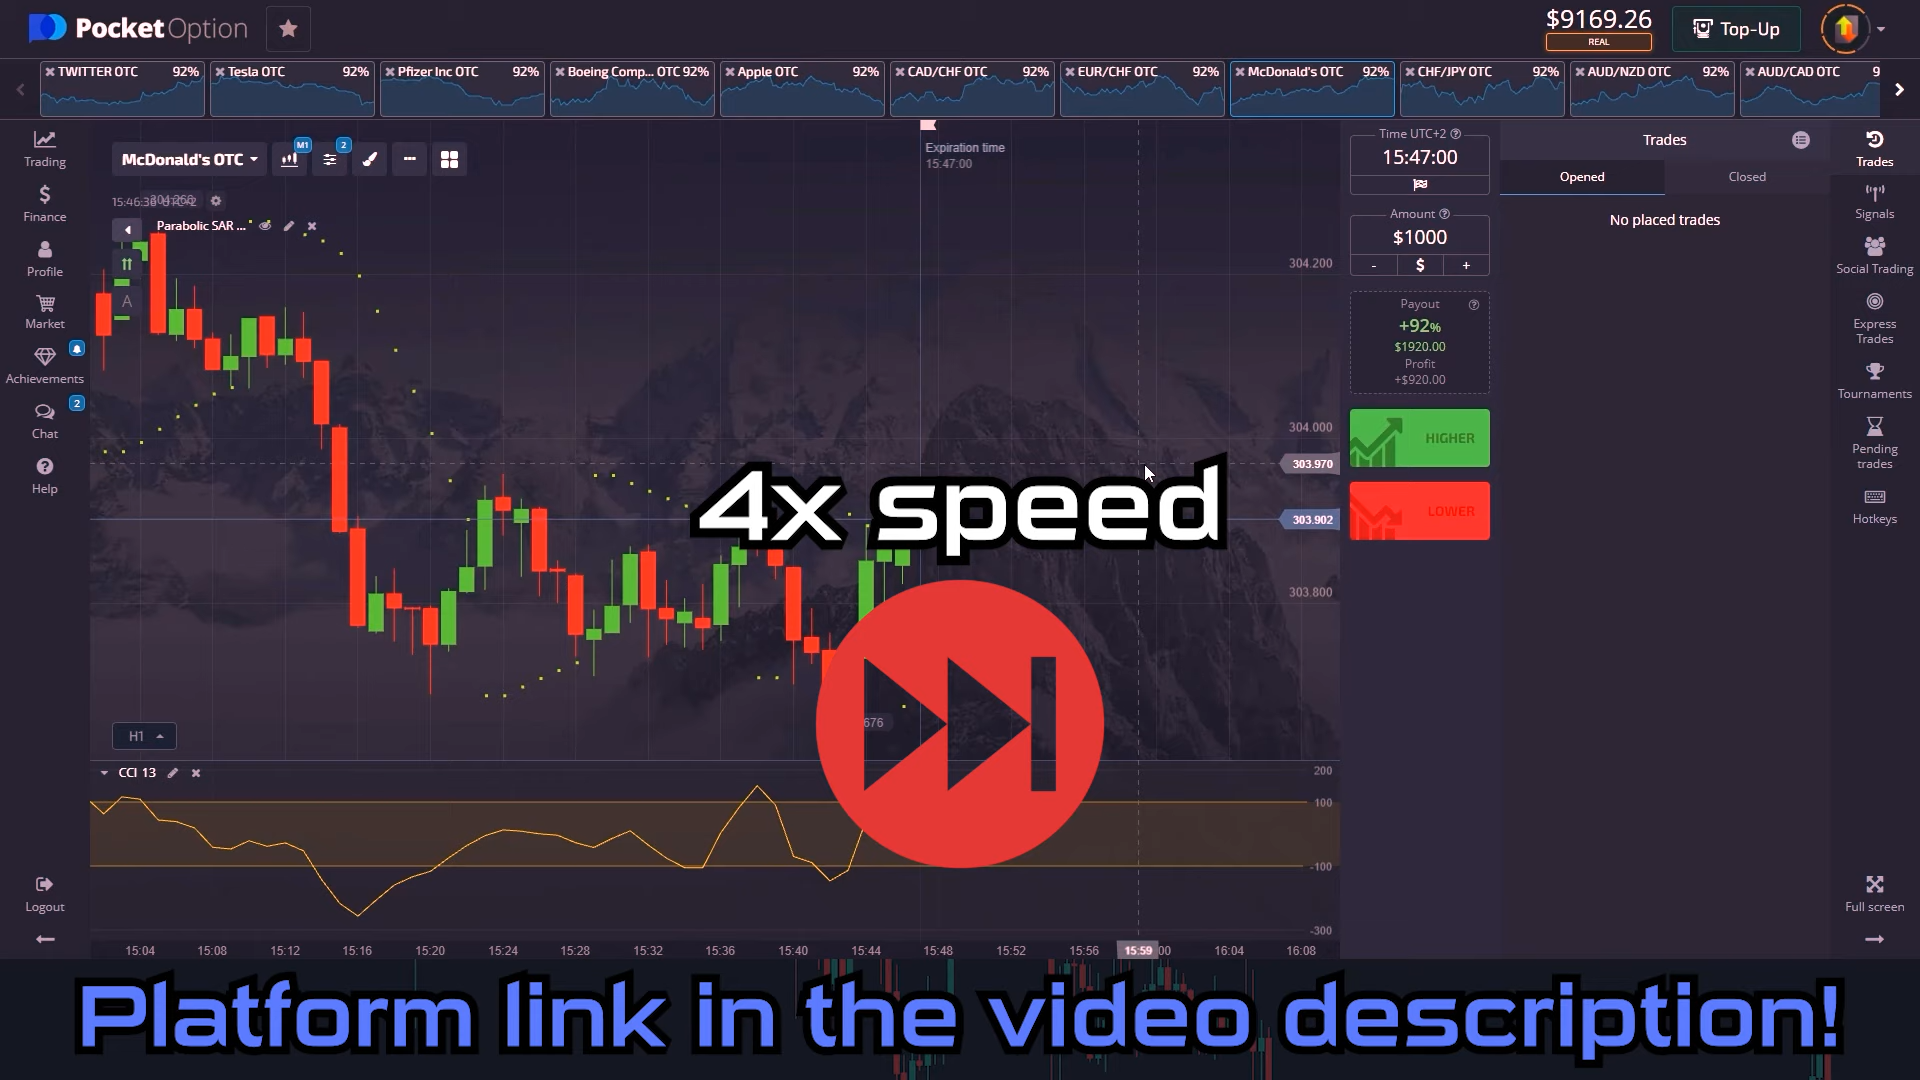 PocketOption
$9169.26
REAL
Top-Up
TWITTER OTC 92%
Tesla OTC 92%
Pfizer Inc OTC 92%
Boeing Comp... OTC 92%
Apple OTC 92%
CAD/CHF OTC 92%
EUR/CHF OTC 92%
McDonald's OTC 92%
CHF/JPY OTC 92%
AUD/NZD OTC 92%
AUD/CAD OTC 9
Trading
Finance
Profile
Market
Achievements
2
Chat
Help
Logout
McDonald's OTC
M1
2
Parabolic SAR ...
A
Expiration time
15:47:00
304.200
304.000
303.970
303.902
303.800
676
H1
CCI 13
200
100
-100
-300
15:04 15:08 15:12 15:16 15:20 15:24 15:28 15:32 15:36 15:40 15:44 15:48 15:52 15:56 15:59 :00 16:04 16:08
Time UTC+2
15:47:00
Amount
$1000
- $ +
Payout
+92%
$1920.00
Profit
+$920.00
HIGHER
LOWER
Trades
Opened Closed
No placed trades
Trades
Signals
Social Trading
Express
Trades
Tournaments
Pending
trades
Hotkeys
Full screen
4x speed
Platform link in the video description!